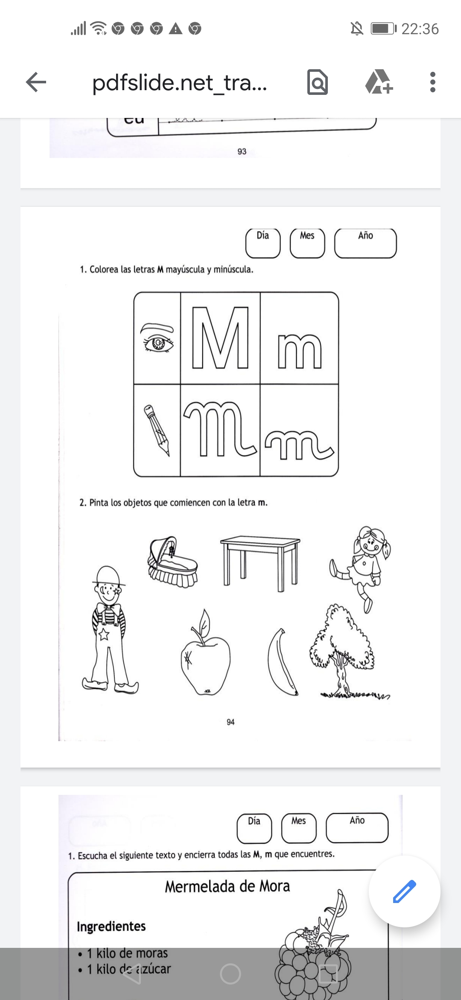 22:36
pdfslide.net_tra...
eu
93
Día Mes Año
1. Colorea las letras M mayúscula y minúscula.
M m
m m
2. Pinta los objetos que comiencen con la letra m.
94
Día Mes Año
1. Escucha el siguiente texto y encierra todas las M, m que encuentres.
Mermelada de Mora
Ingredientes
• 1 kilo de moras
• 1 kilo de azúcar